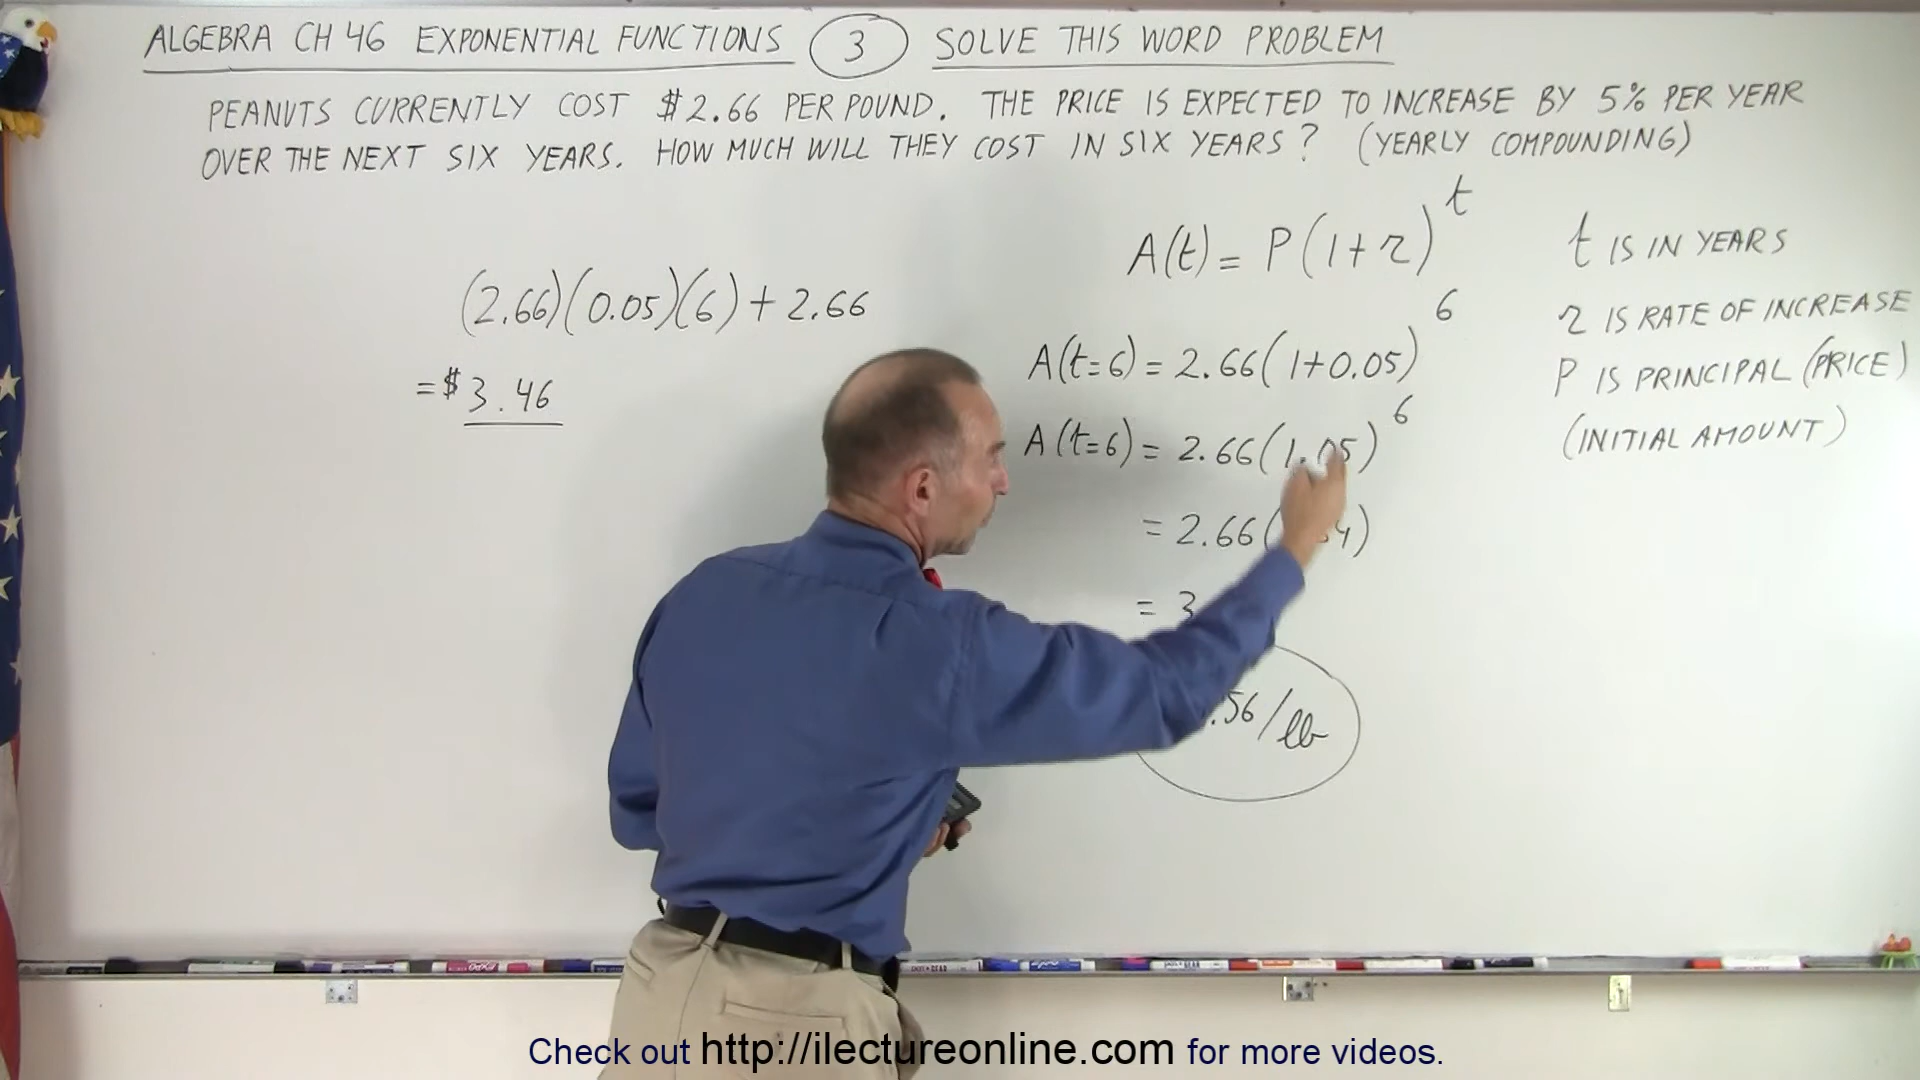 ALGEBRA CH 46 EXPONENTIAL FUNCTIONS 3 SOLVE THIS WORD PROBLEM
PEANUTS CURRENTLY COST $2.66 PER POUND. THE PRICE IS EXPECTED TO INCREASE BY 5% PER YEAR
OVER THE NEXT SIX YEARS. HOW MUCH WILL THEY COST IN SIX YEARS? (YEARLY COMPOUNDING)
(2.66)(0.05)(6) + 2.66
= $3.46
A(t) = P(1+r)^t
A(t=6) = 2.66(1+0.05)^6
A(t=6) = 2.66(1.05)^6
= 2.66( 4)
= 3
.56/lb
t IS IN YEARS
r IS RATE OF INCREASE
P IS PRINCIPAL (PRICE)
(INITIAL AMOUNT)
Check out http://ilectureonline.com for more videos.